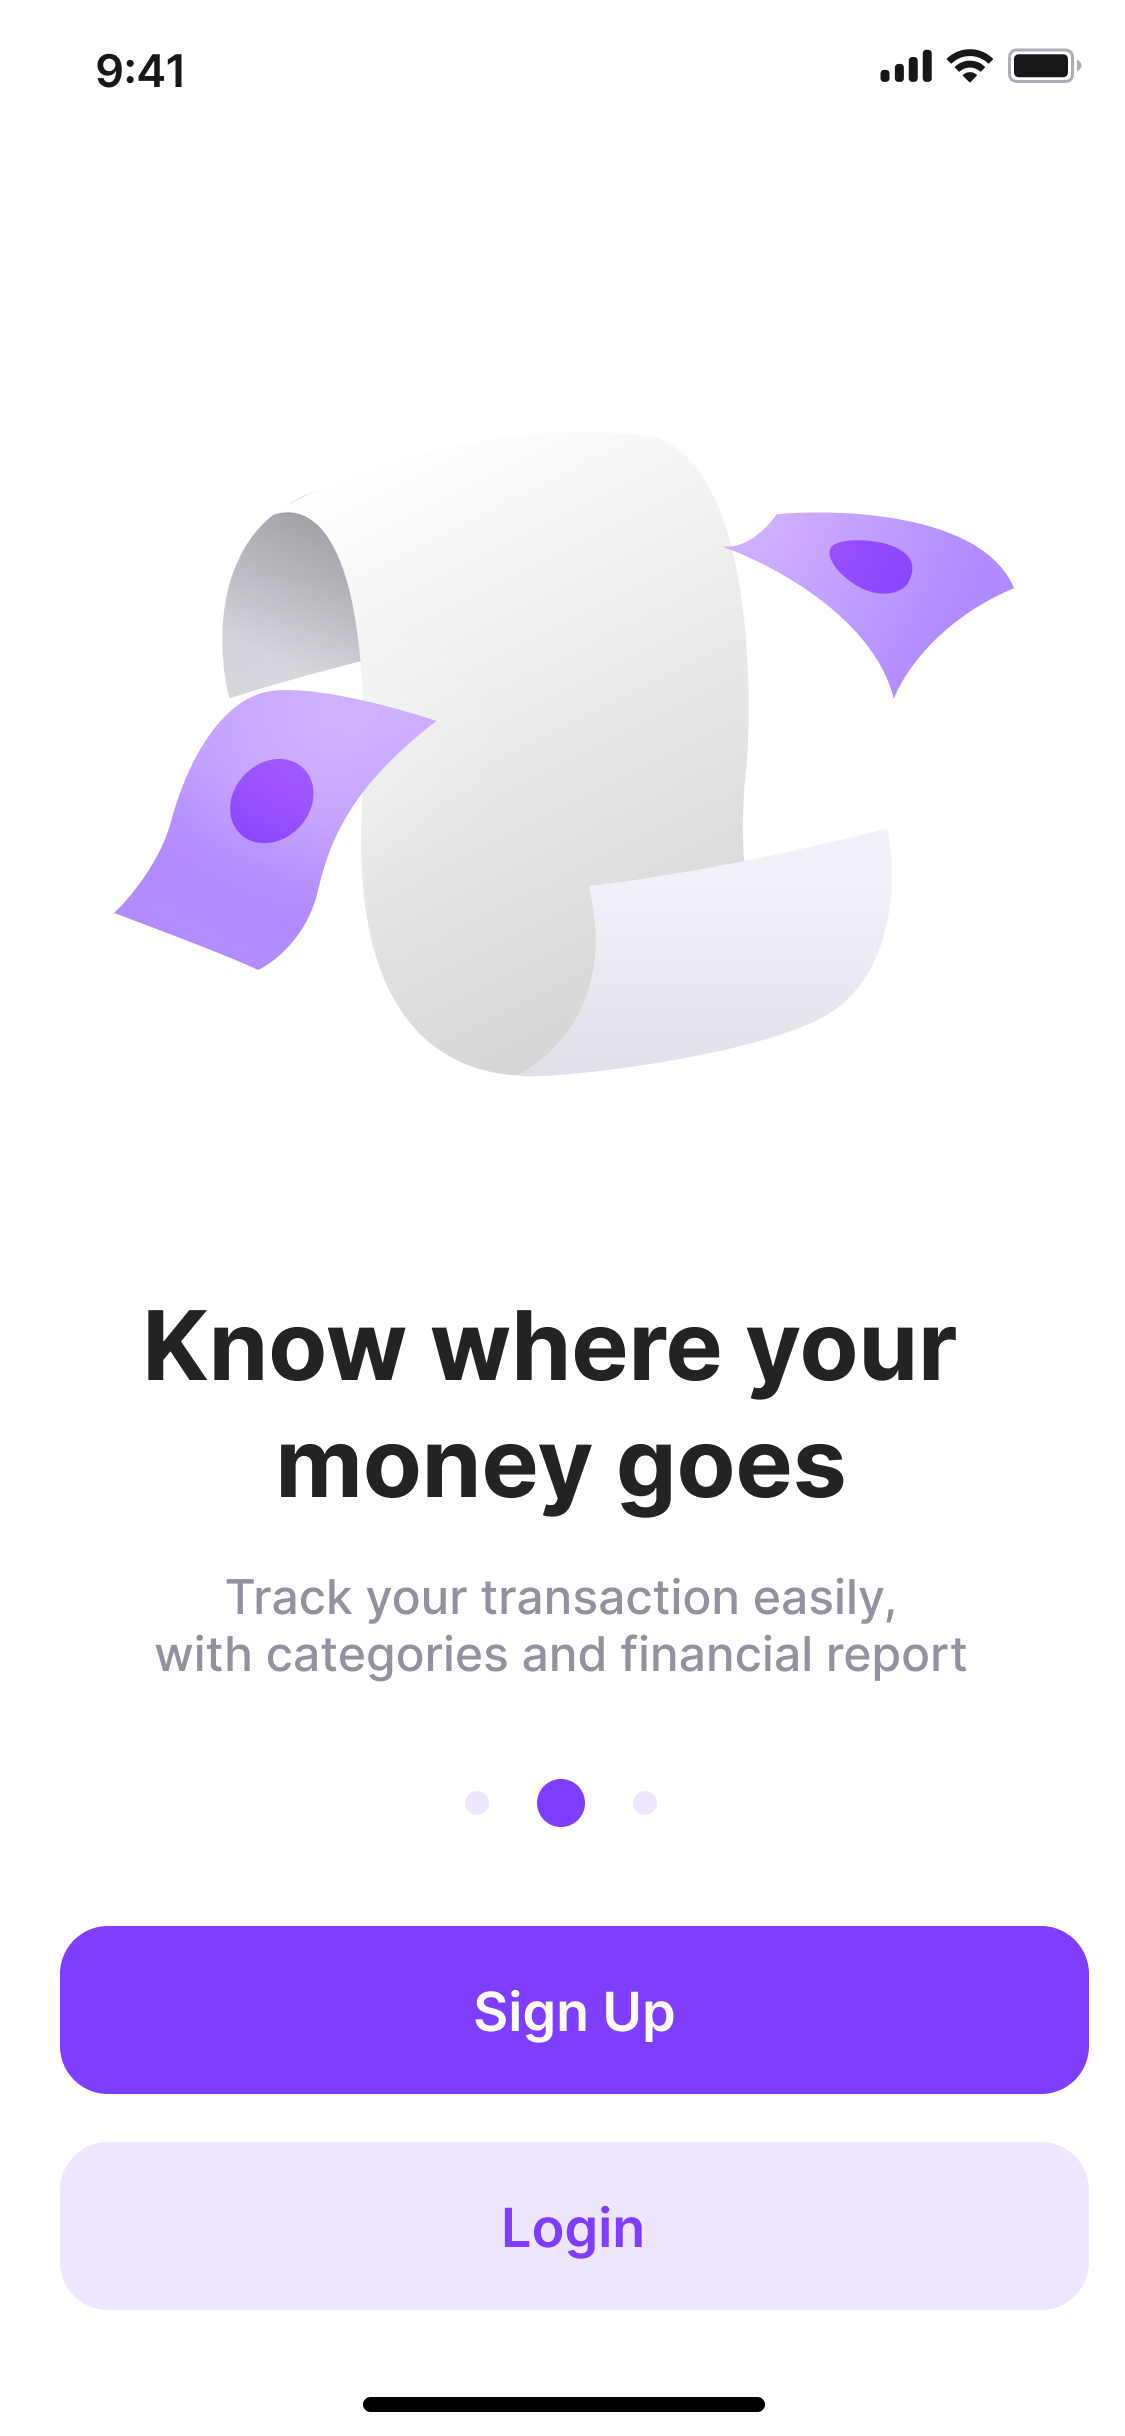 9:41
Know where your
money goes
Track your transaction easily,
with categories and financial report
Sign Up
Login